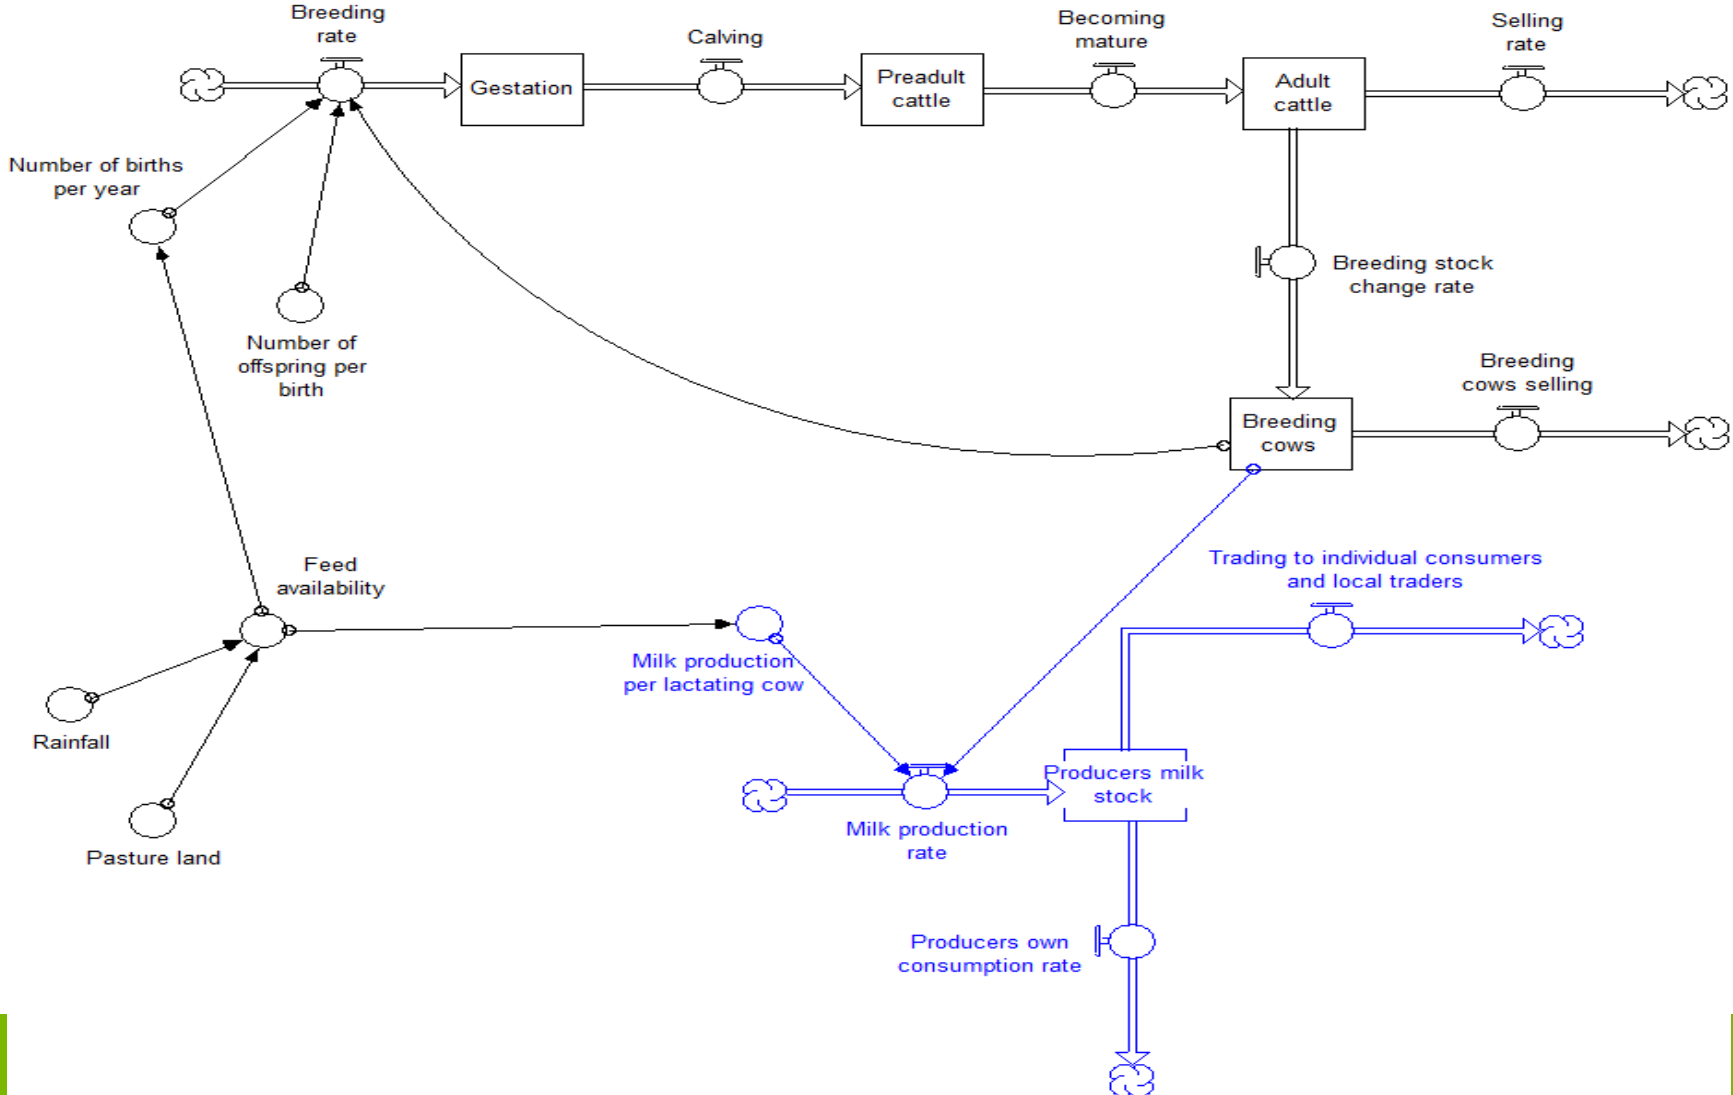 Breeding
rate
Calving
Becoming
mature
Selling
rate
Gestation
Preadult
cattle
Adult
cattle
Number of births
per year
Breeding stock
change rate
Number of
offspring per
birth
Breeding
cows selling
Breeding
cows
Feed
availability
Trading to individual consumers
and local traders
Milk production
per lactating cow
Rainfall
Producers milk
stock
Milk production
rate
Pasture land
Producers own
consumption rate